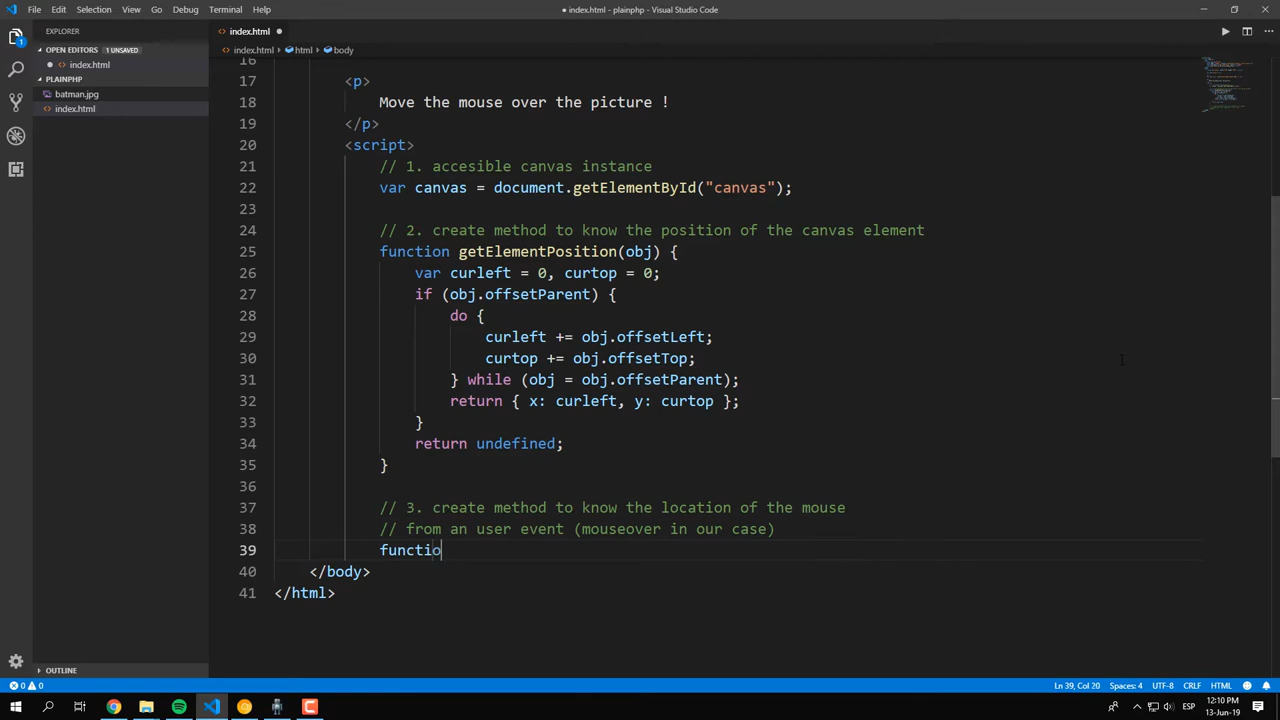 File Edit Selection View Go Debug Terminal Help
● index.html - plainphp - Visual Studio Code
EXPLORER
index.html ●
OPEN EDITORS 1 UNSAVED
index.html > html > body
● index.html
PLAINPHP
batman.jpg
index.html
16
17 <p>
18 Move the mouse over the picture !
19 </p>
20 <script>
21 // 1. accesible canvas instance
22 var canvas = document.getElementById("canvas");
23
24 // 2. create method to know the position of the canvas element
25 function getElementPosition(obj) {
26 var curleft = 0, curtop = 0;
27 if (obj.offsetParent) {
28 do {
29 curleft += obj.offsetLeft;
30 curtop += obj.offsetTop;
31 } while (obj = obj.offsetParent);
32 return { x: curleft, y: curtop };
33 }
34 return undefined;
35 }
36
37 // 3. create method to know the location of the mouse
38 // from an user event (mouseover in our case)
39 functio
40 </body>
41 </html>
OUTLINE
0 0 Ln 39, Col 20 Spaces: 4 UTF-8 CRLF HTML
ESP 12:10 PM
13-Jun-19